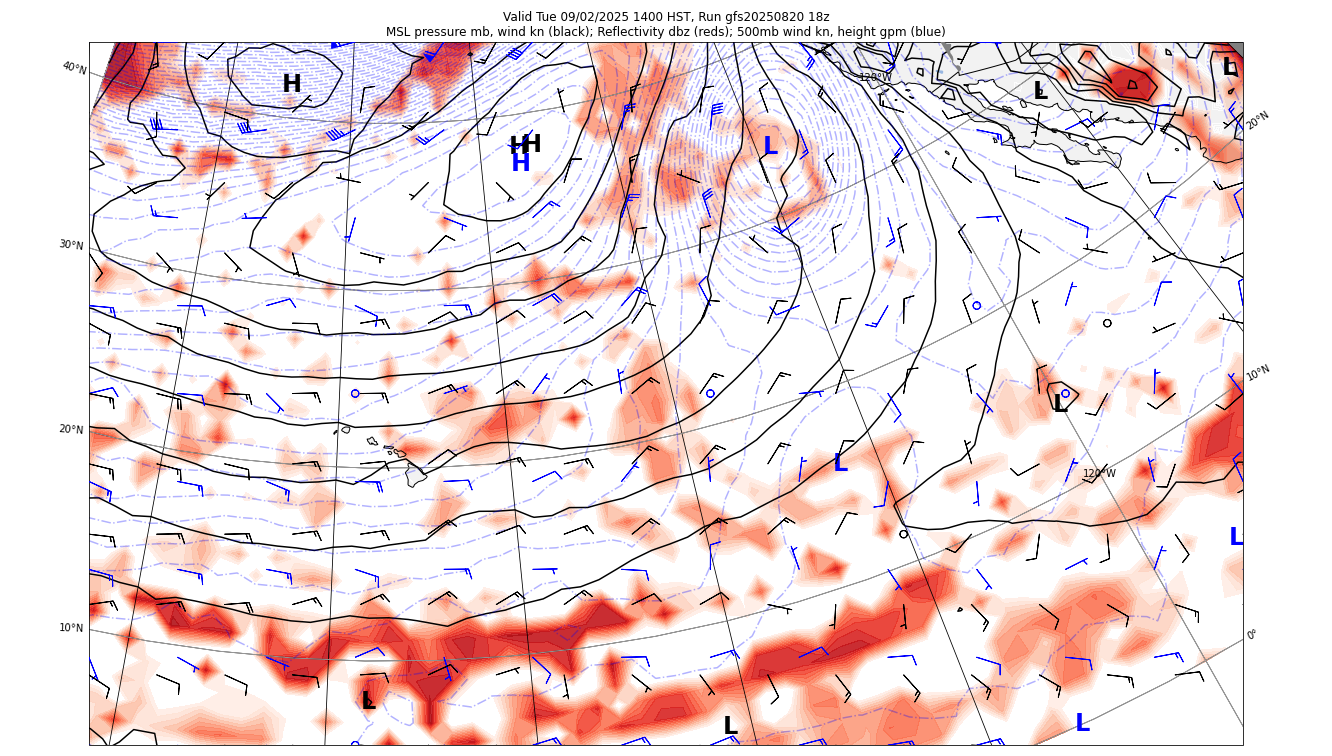 Valid Tue 09/02/2025 1400 HST, Run gfs20250820 18z
MSL pressure mb, wind kn (black); Reflectivity dbz (reds); 500mb wind kn, height gpm (blue)
40°N
120°W
20°N
H
L
L
H
H
H
L
30°N
10°N
L
20°N
L
120°W
L
10°N
0°
L
L
L